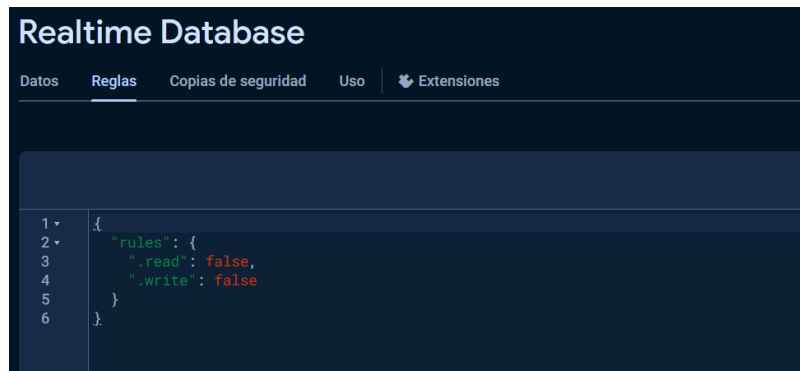 Realtime Database
Datos Reglas Copias de seguridad Uso Extensiones
1 {
2 "rules": {
3 ".read": false,
4 ".write": false
5 }
6 }